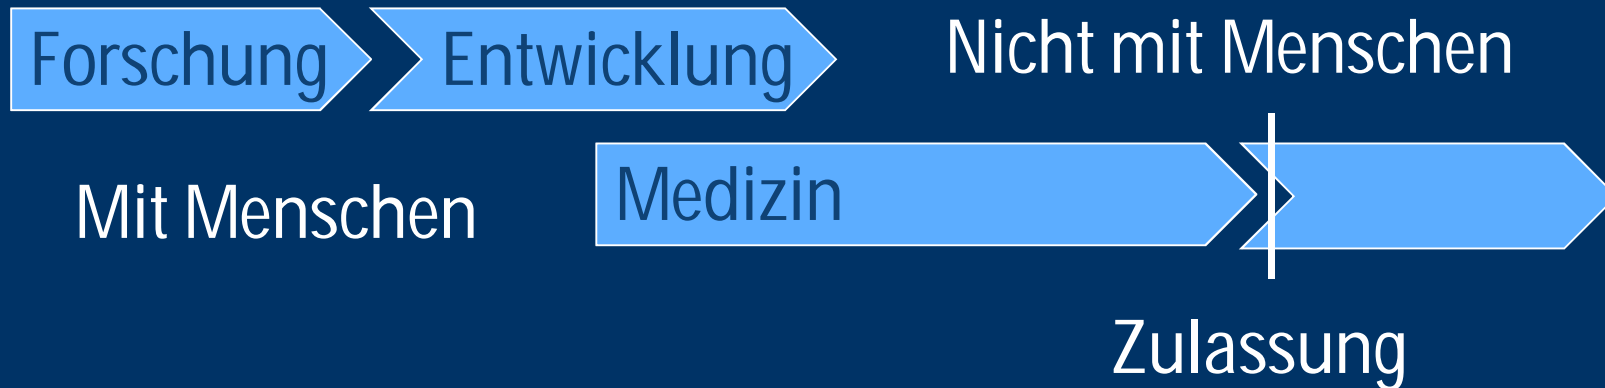 Forschung
Entwicklung
Nicht mit Menschen
Mit Menschen
Medizin
Zulassung